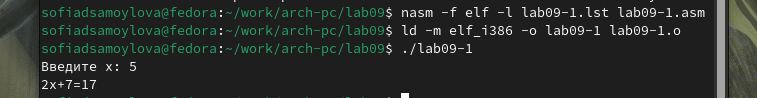 sofiadsamoylova@fedora:~/work/arch-pc/lab09$ nasm -f elf -l lab09-1.lst lab09-1.asm
sofiadsamoylova@fedora:~/work/arch-pc/lab09$ ld -m elf_i386 -o lab09-1 lab09-1.o
sofiadsamoylova@fedora:~/work/arch-pc/lab09$ ./lab09-1
Введите x: 5
2x+7=17